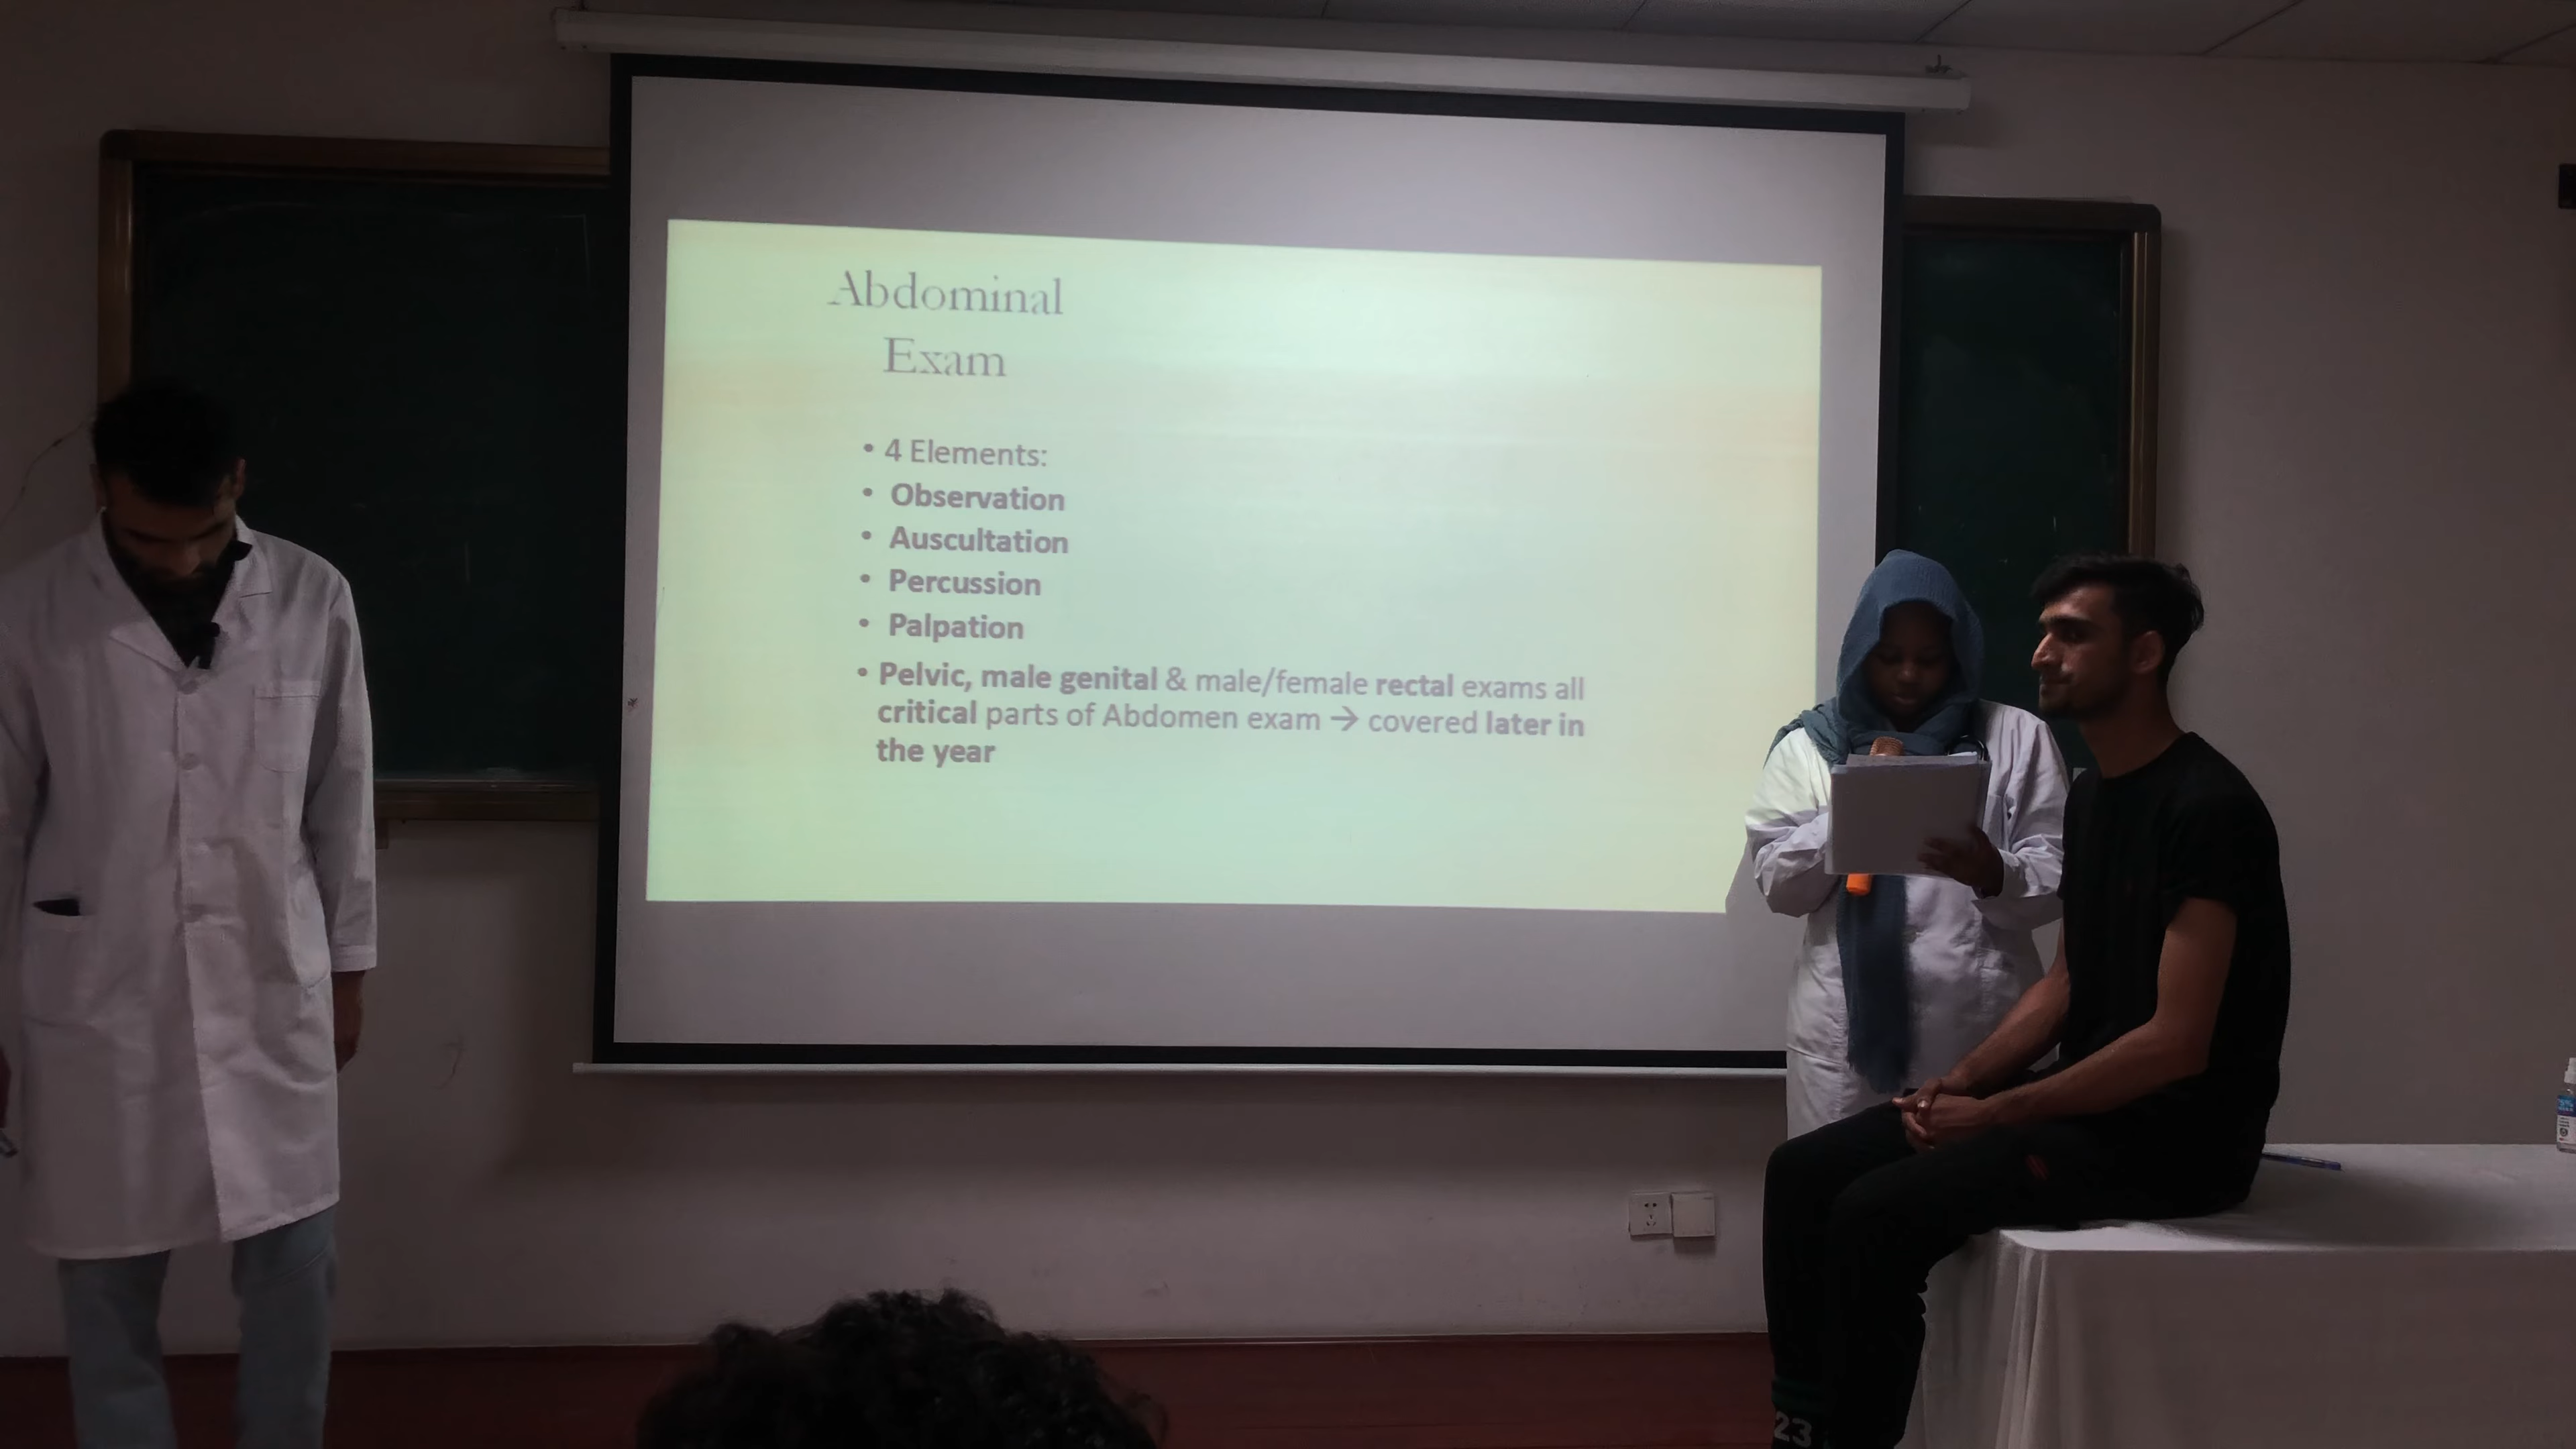 Abdominal
Exam
• 4 Elements:
• Observation
• Auscultation
• Percussion
• Palpation
• Pelvic, male genital & male/female rectal exams all
critical parts of Abdomen exam → covered later in
the year
23